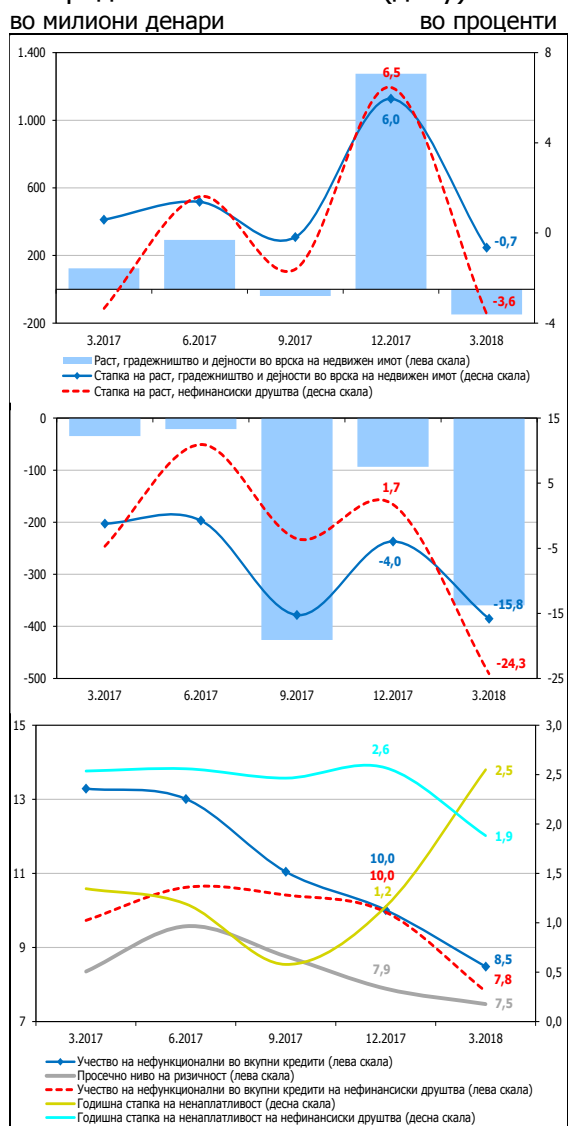 во милиони денари во проценти
1.400 8
6,5
1.000 6,0 4
600
200 0
-0,7
-200 -3,6 -4
3.2017 6.2017 9.2017 12.2017 3.2018
Раст, градежништво и дејности во врска на недвижен имот (лева скала)
Стапка на раст, градежништво и дејности во врска на недвижен имот (десна скала)
Стапка на раст, нефинансиски друштва (десна скала)
0 15
-100 5
1,7
-200 -5
-4,0
-300 -15
-15,8
-400
-24,3
-500 -25
3.2017 6.2017 9.2017 12.2017 3.2018
15 3,0
2,6
2,5 2,5
13 2,0
1,9
11 10,0 1,5
10,0
1,2 1,0
9 8,5
7,9 7,8 0,5
7,5
7 0,0
3.2017 6.2017 9.2017 12.2017 3.2018
Учество на нефункционални во вкупни кредити (лева скала)
Просечно ниво на ризичност (лева скала)
Учество на нефункционални во вкупни кредити на нефинансиски друштва (лева скала)
Годишна стапка на ненаплатливост (десна скала)
Годишна стапка на ненаплатливост на нефинансиски друштва (десна скала)